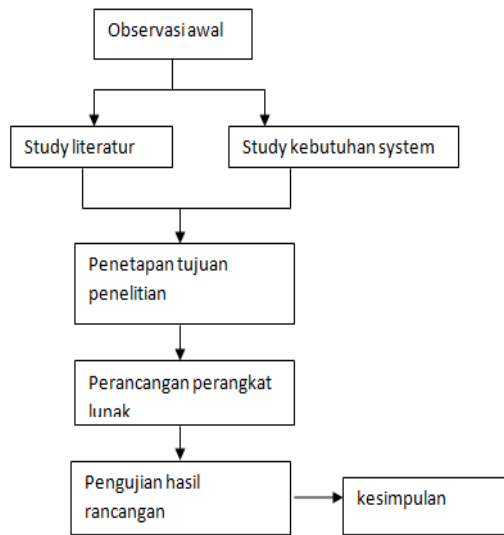 Observasi awal
Study literatur
Study kebutuhan system
Penetapan tujuan
penelitian
Perancangan perangkat
lunak
Pengujian hasil
rancangan
kesimpulan